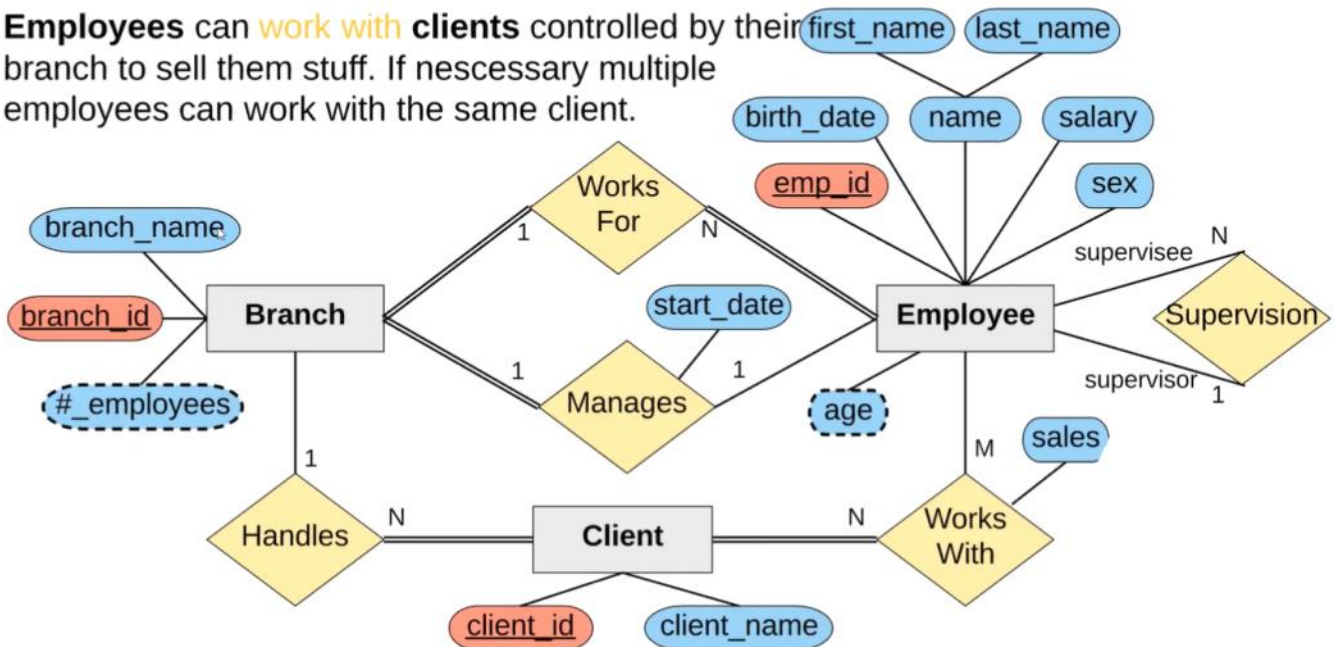 Employees can work with clients controlled by their
branch to sell them stuff. If nescessary multiple
employees can work with the same client.
first_name
last_name
birth_date
name
salary
emp_id
sex
Works
For
1
N
branch_name
supervisee
N
branch_id
Branch
start_date
Employee
Supervision
1
Manages
1
#_employees
age
supervisor
1
sales
1
M
Handles
N
Client
N
Works
With
client_id
client_name